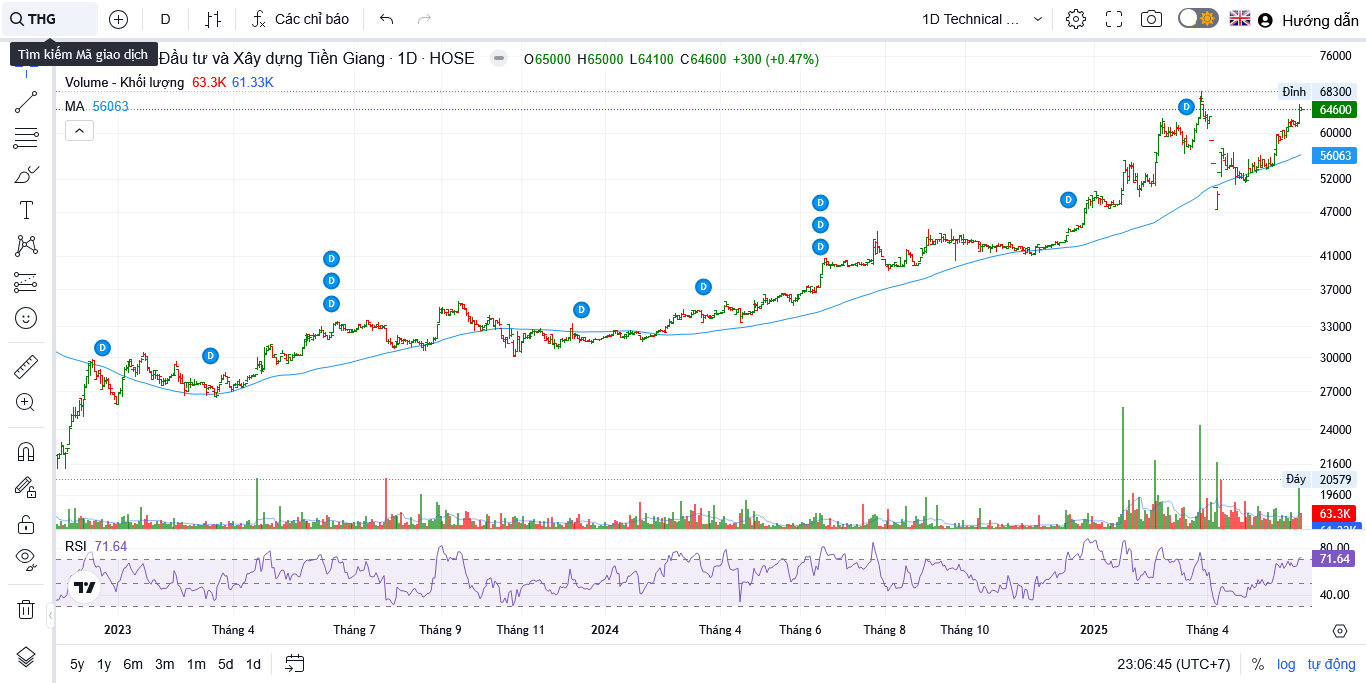 THG
D
Các chỉ báo
1D Technical ...
Hướng dẫn
Tìm kiếm Mã giao dịch
Đầu tư và Xây dựng Tiền Giang · 1D · HOSE
O65000 H65000 L64100 C64600 +300 (+0.47%)
Volume - Khối lượng 63.3K 61.33K
MA 56063
76000
Đỉnh 68300
64600
60000
56063
52000
47000
41000
37000
33000
30000
27000
24000
21600
Đáy 20579
19600
63.3K
61.33K
D
D
D
D
D
D
D
D
D
D
D
D
RSI 71.64
80.00
71.64
40.00
2023 Tháng 4 Tháng 7 Tháng 9 Tháng 11 2024 Tháng 4 Tháng 6 Tháng 8 Tháng 10 2025 Tháng 4
5y 1y 6m 3m 1m 5d 1d
23:06:45 (UTC+7) % log tự động